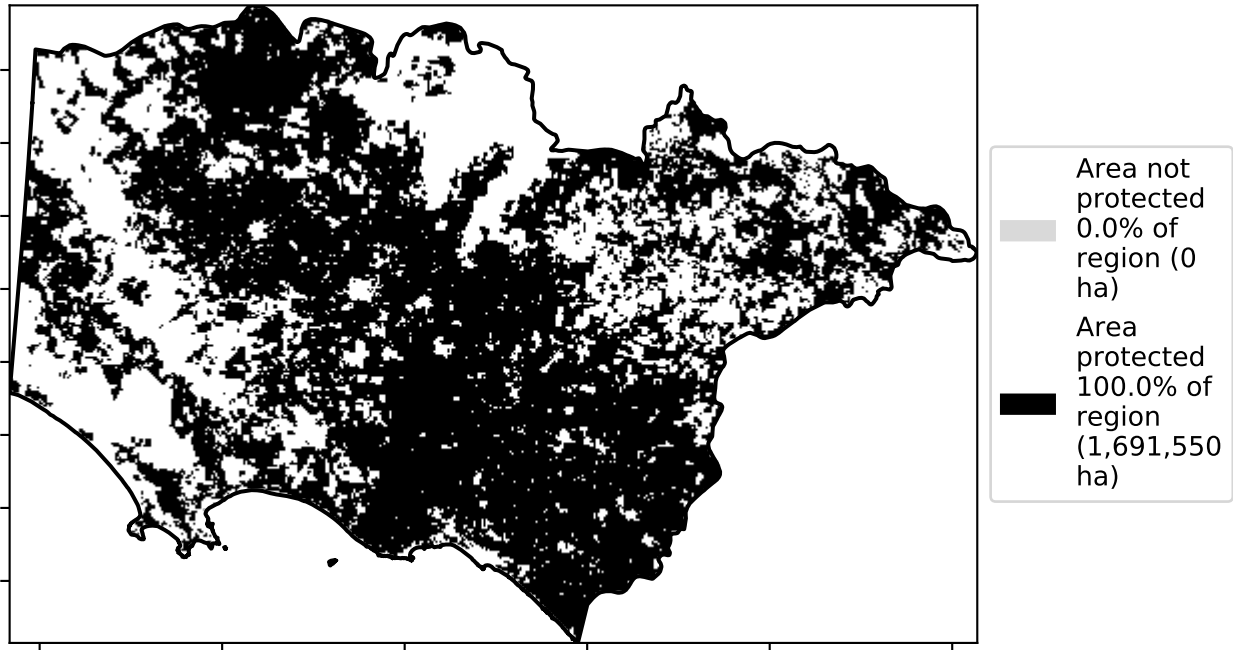 Area not
protected
0.0% of
region (0
ha)
Area
protected
100.0% of
region
(1,691,550
ha)